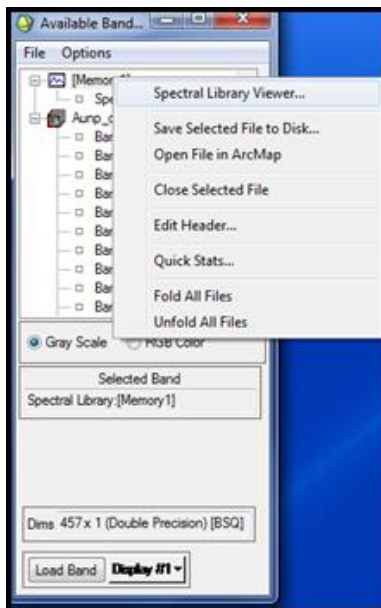 Available Band...
File Options
[Memory1]
Spe
Aunp_c
Bar
Bar
Bar
Bar
Bar
Bar
Bar
Bar
Bar
Bar
Spectral Library Viewer...
Save Selected File to Disk...
Open File in ArcMap
Close Selected File
Edit Header...
Quick Stats...
Fold All Files
Unfold All Files
Gray Scale RGB Color
Selected Band
Spectral Library:[Memory1]
Dims 457 x 1 (Double Precision) [BSQ]
Load Band Display #1